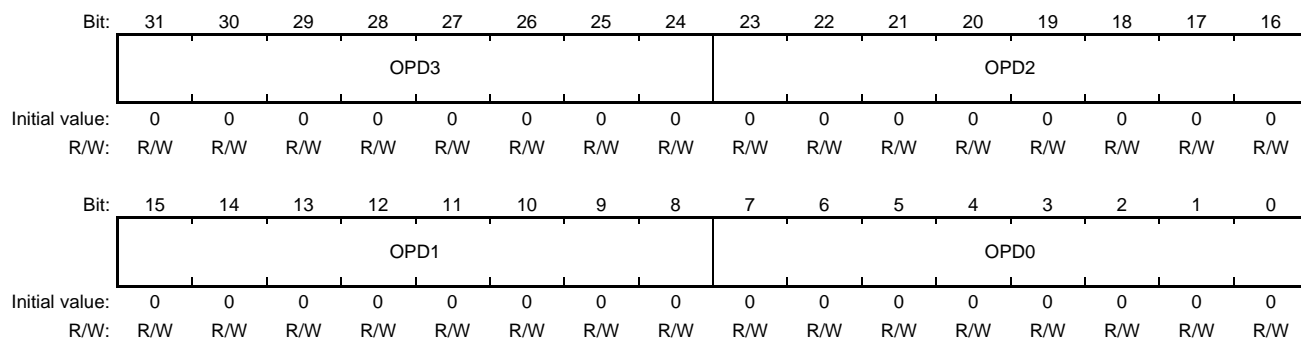 Bit: 31 30 29 28 27 26 25 24 23 22 21 20 19 18 17 16
OPD3 OPD2
Initial value: 0 0 0 0 0 0 0 0 0 0 0 0 0 0 0 0
R/W: R/W R/W R/W R/W R/W R/W R/W R/W R/W R/W R/W R/W R/W R/W R/W R/W
Bit: 15 14 13 12 11 10 9 8 7 6 5 4 3 2 1 0
OPD1 OPD0
Initial value: 0 0 0 0 0 0 0 0 0 0 0 0 0 0 0 0
R/W: R/W R/W R/W R/W R/W R/W R/W R/W R/W R/W R/W R/W R/W R/W R/W R/W